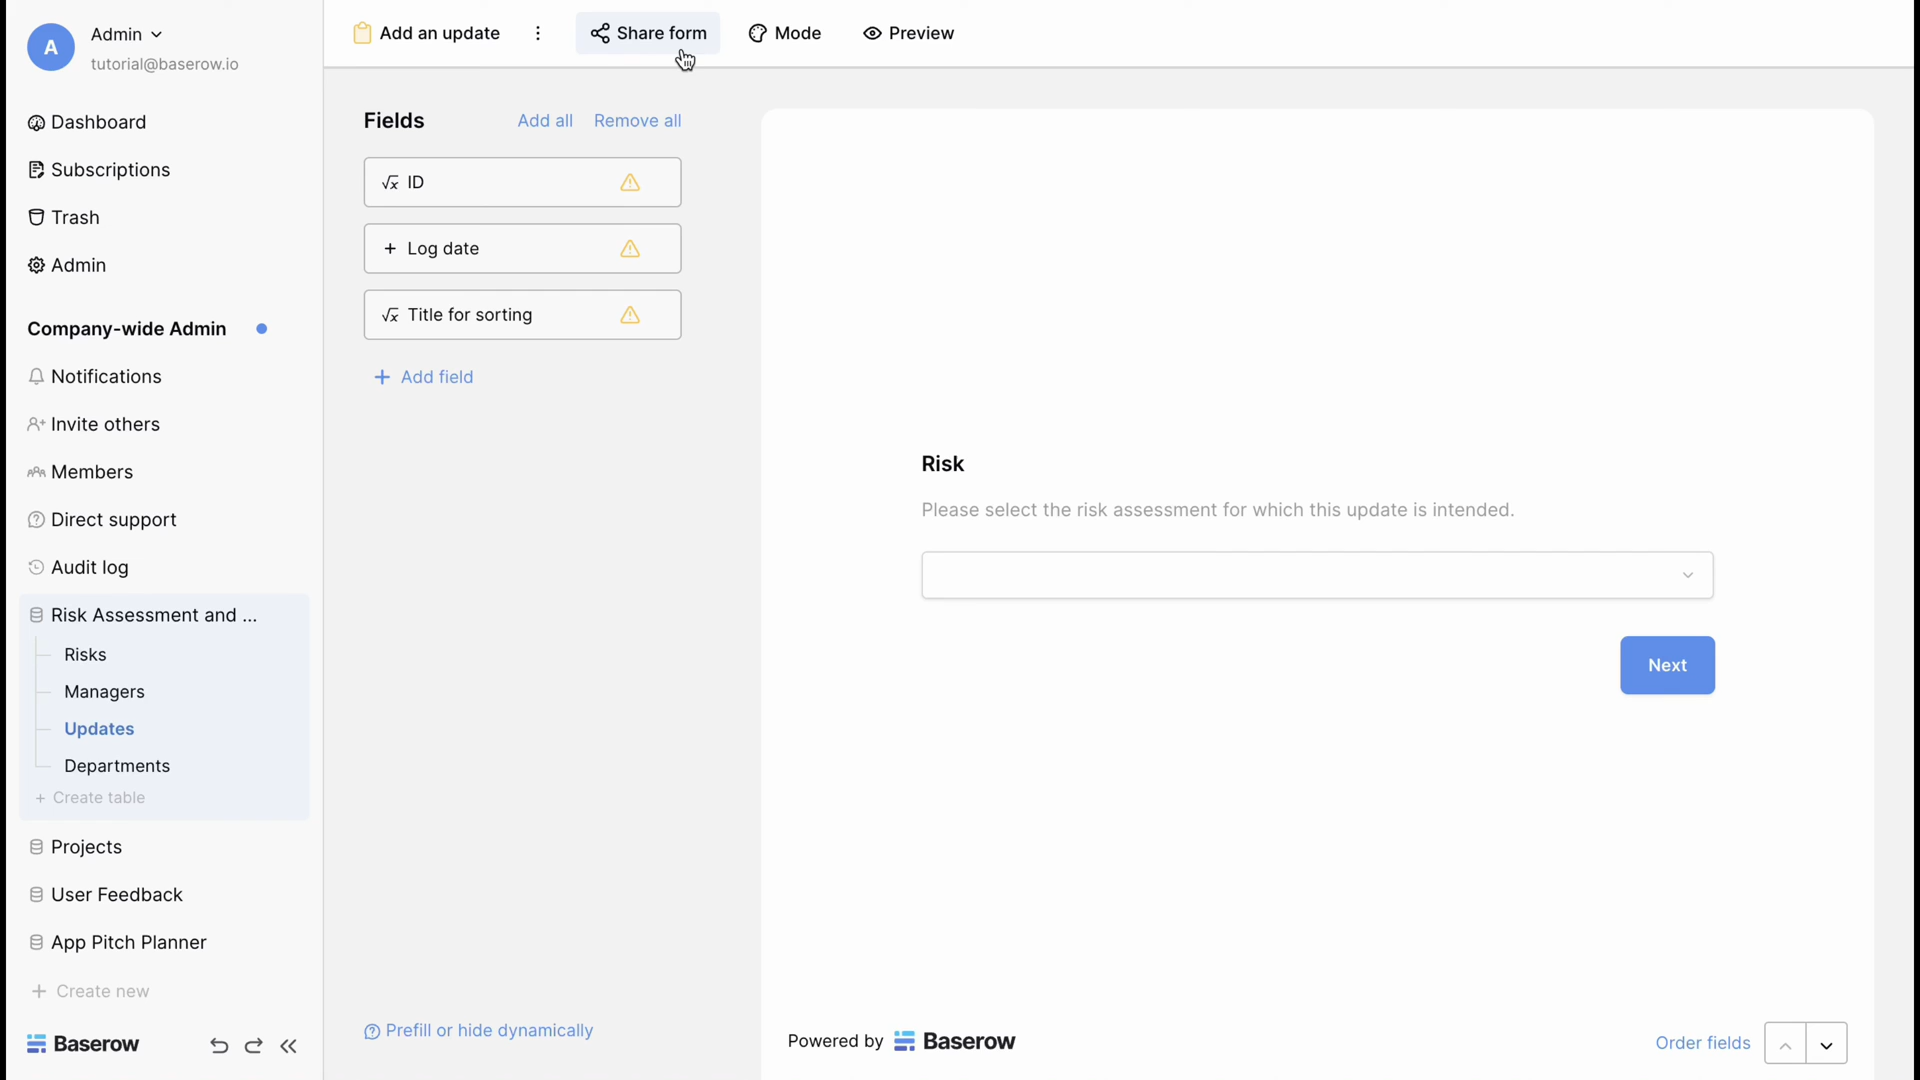 A
Admin
tutorial@baserow.io
Dashboard
Subscriptions
Trash
Admin
Company-wide Admin
Notifications
Invite others
Members
Direct support
Audit log
Risk Assessment and ...
Risks
Managers
Updates
Departments
+ Create table
Projects
User Feedback
App Pitch Planner
+ Create new
Baserow
Add an update
Share form
Mode
Preview
Fields
Add all
Remove all
√x ID
+ Log date
√x Title for sorting
+ Add field
Prefill or hide dynamically
Risk
Please select the risk assessment for which this update is intended.
Next
Powered by Baserow
Order fields